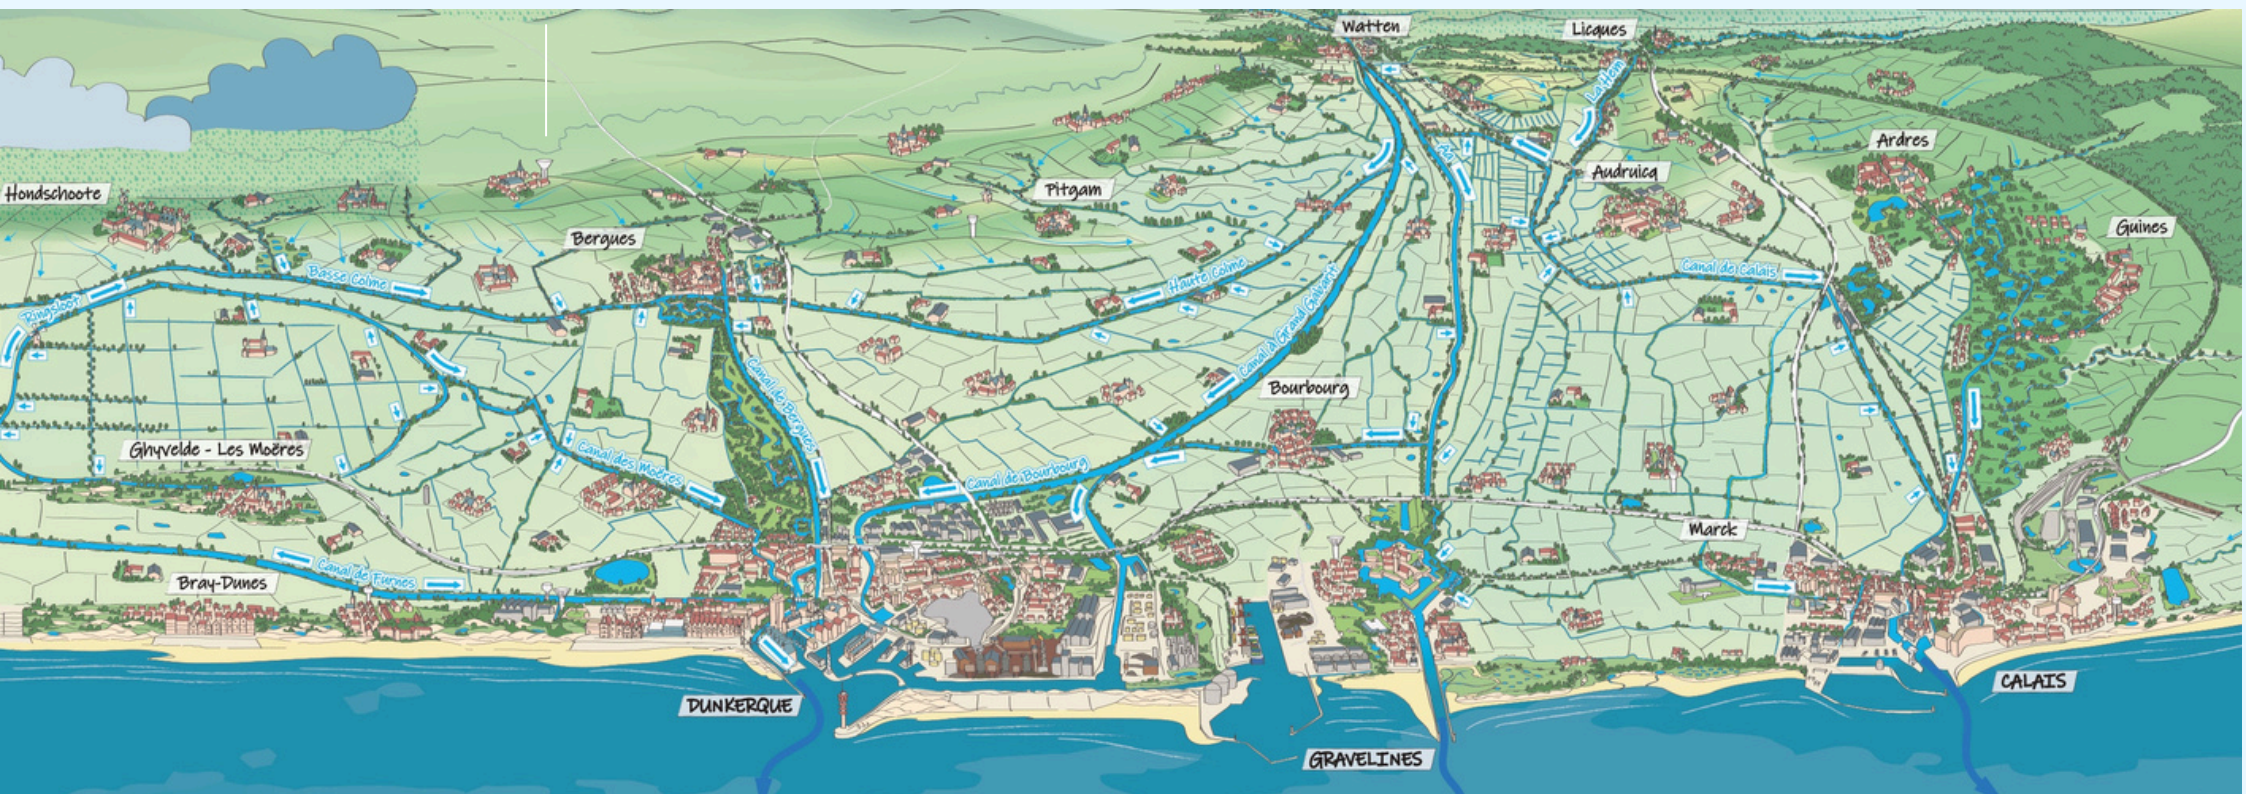 Watten
Licques
La Hem
Ardres
Aa
Audruicq
Hondschoote
Pitgam
Guînes
Bergues
Basse Colme
Haute Colme
Canal de Calais
Ringsloot
Canal à Grand Gabarit
Canal de Bergues
Bourbourg
Ghyvelde - Les Moëres
Canal des Moëres
Canal de Bourbourg
Marck
Canal de Furnes
Bray-Dunes
DUNKERQUE
CALAIS
GRAVELINES